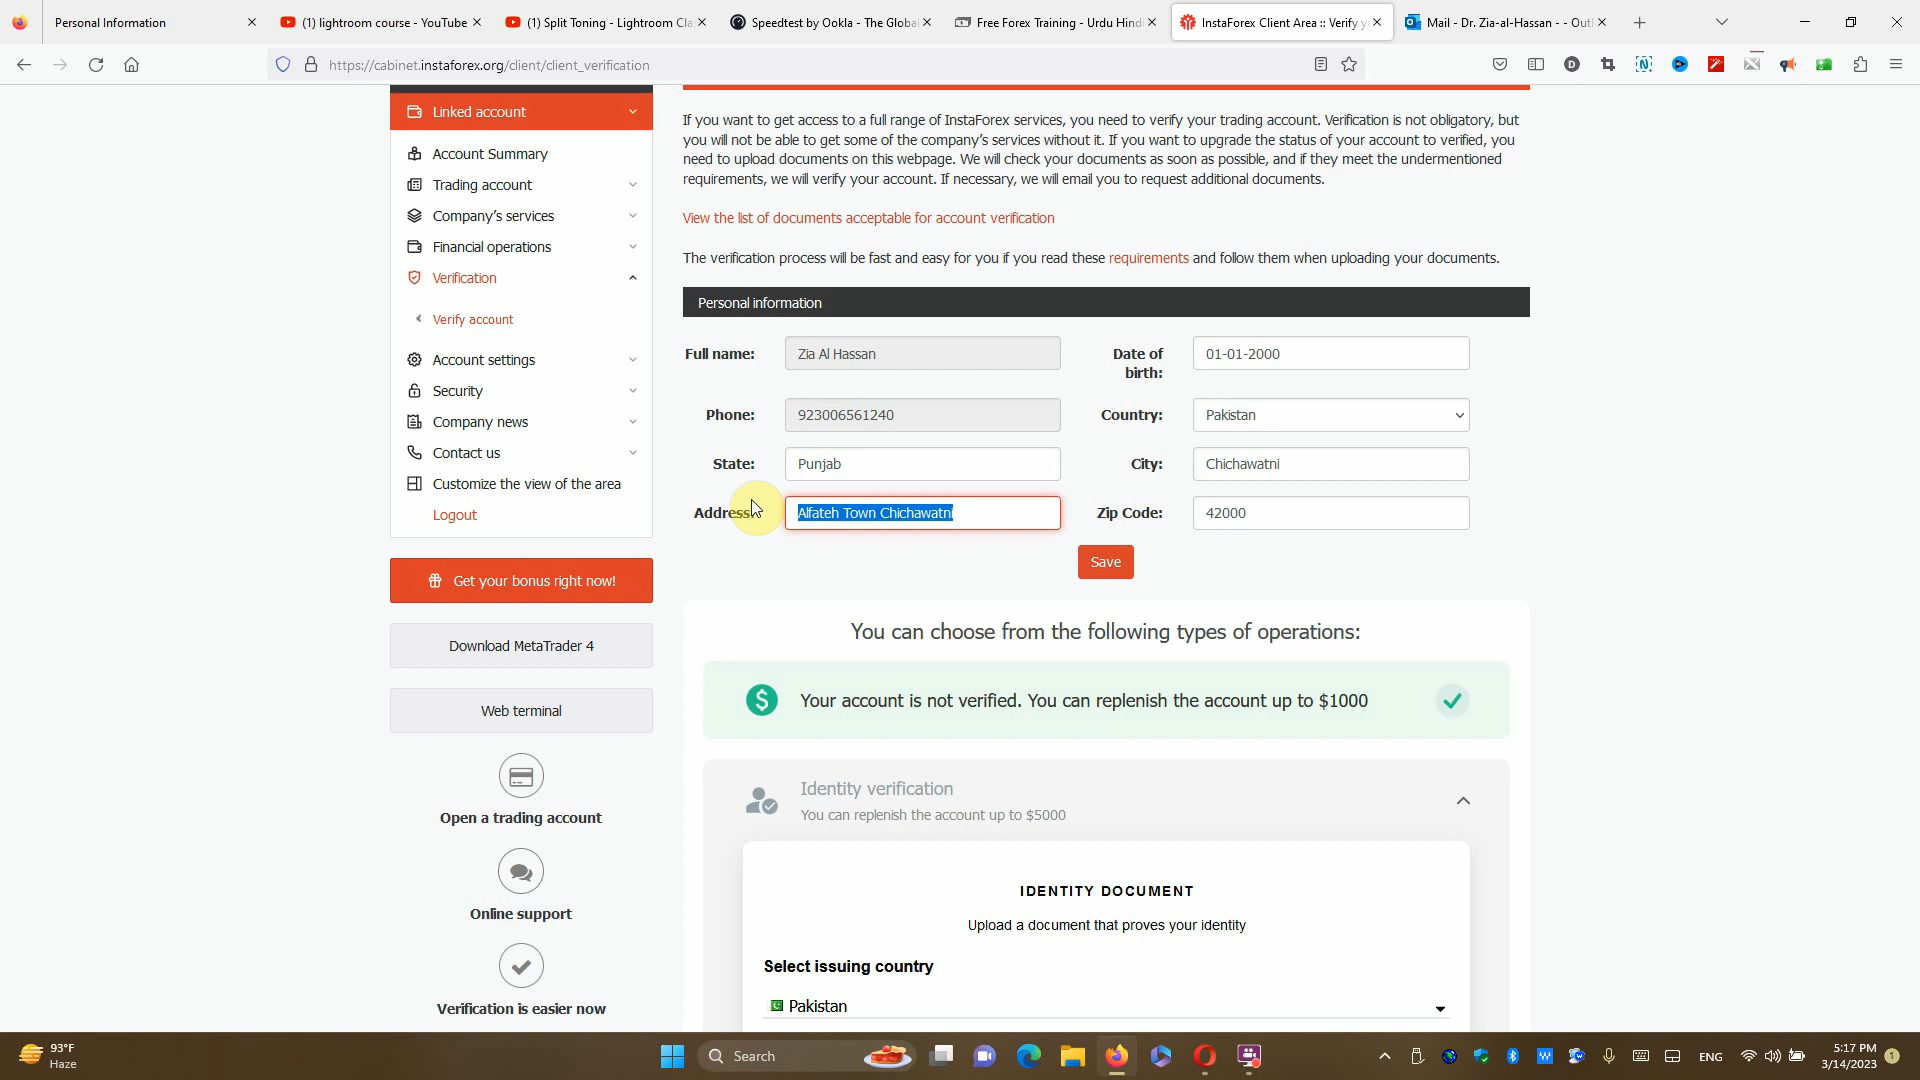 Personal Information
(1) lightroom course - YouTube
(1) Split Toning - Lightroom Cla
Speedtest by Ookla - The Global
Free Forex Training - Urdu Hindi
InstaForex Client Area :: Verify y
Mail - Dr. Zia-al-Hassan - - Outl
https://cabinet.instaforex.org/client/client_verification
Linked account
Account Summary
Trading account
Company's services
Financial operations
Verification
Verify account
Account settings
Security
Company news
Contact us
Customize the view of the area
Logout
Get your bonus right now!
Download MetaTrader 4
Web terminal
Open a trading account
Online support
Verification is easier now
If you want to get access to a full range of InstaForex services, you need to verify your trading account. Verification is not obligatory, but
you will not be able to get some of the company's services without it. If you want to upgrade the status of your account to verified, you
need to upload documents on this webpage. We will check your documents as soon as possible, and if they meet the undermentioned
requirements, we will verify your account. If necessary, we will email you to request additional documents.
View the list of documents acceptable for account verification
The verification process will be fast and easy for you if you read these requirements and follow them when uploading your documents.
Personal information
Full name: Zia Al Hassan Date of birth: 01-01-2000
Phone: 923006561240 Country: Pakistan
State: Punjab City: Chichawatni
Address: Alfateh Town Chichawatni Zip Code: 42000
Save
You can choose from the following types of operations:
Your account is not verified. You can replenish the account up to $1000
Identity verification
You can replenish the account up to $5000
IDENTITY DOCUMENT
Upload a document that proves your identity
Select issuing country
Pakistan
93°F
Haze
Search
ENG
5:17 PM
3/14/2023
1